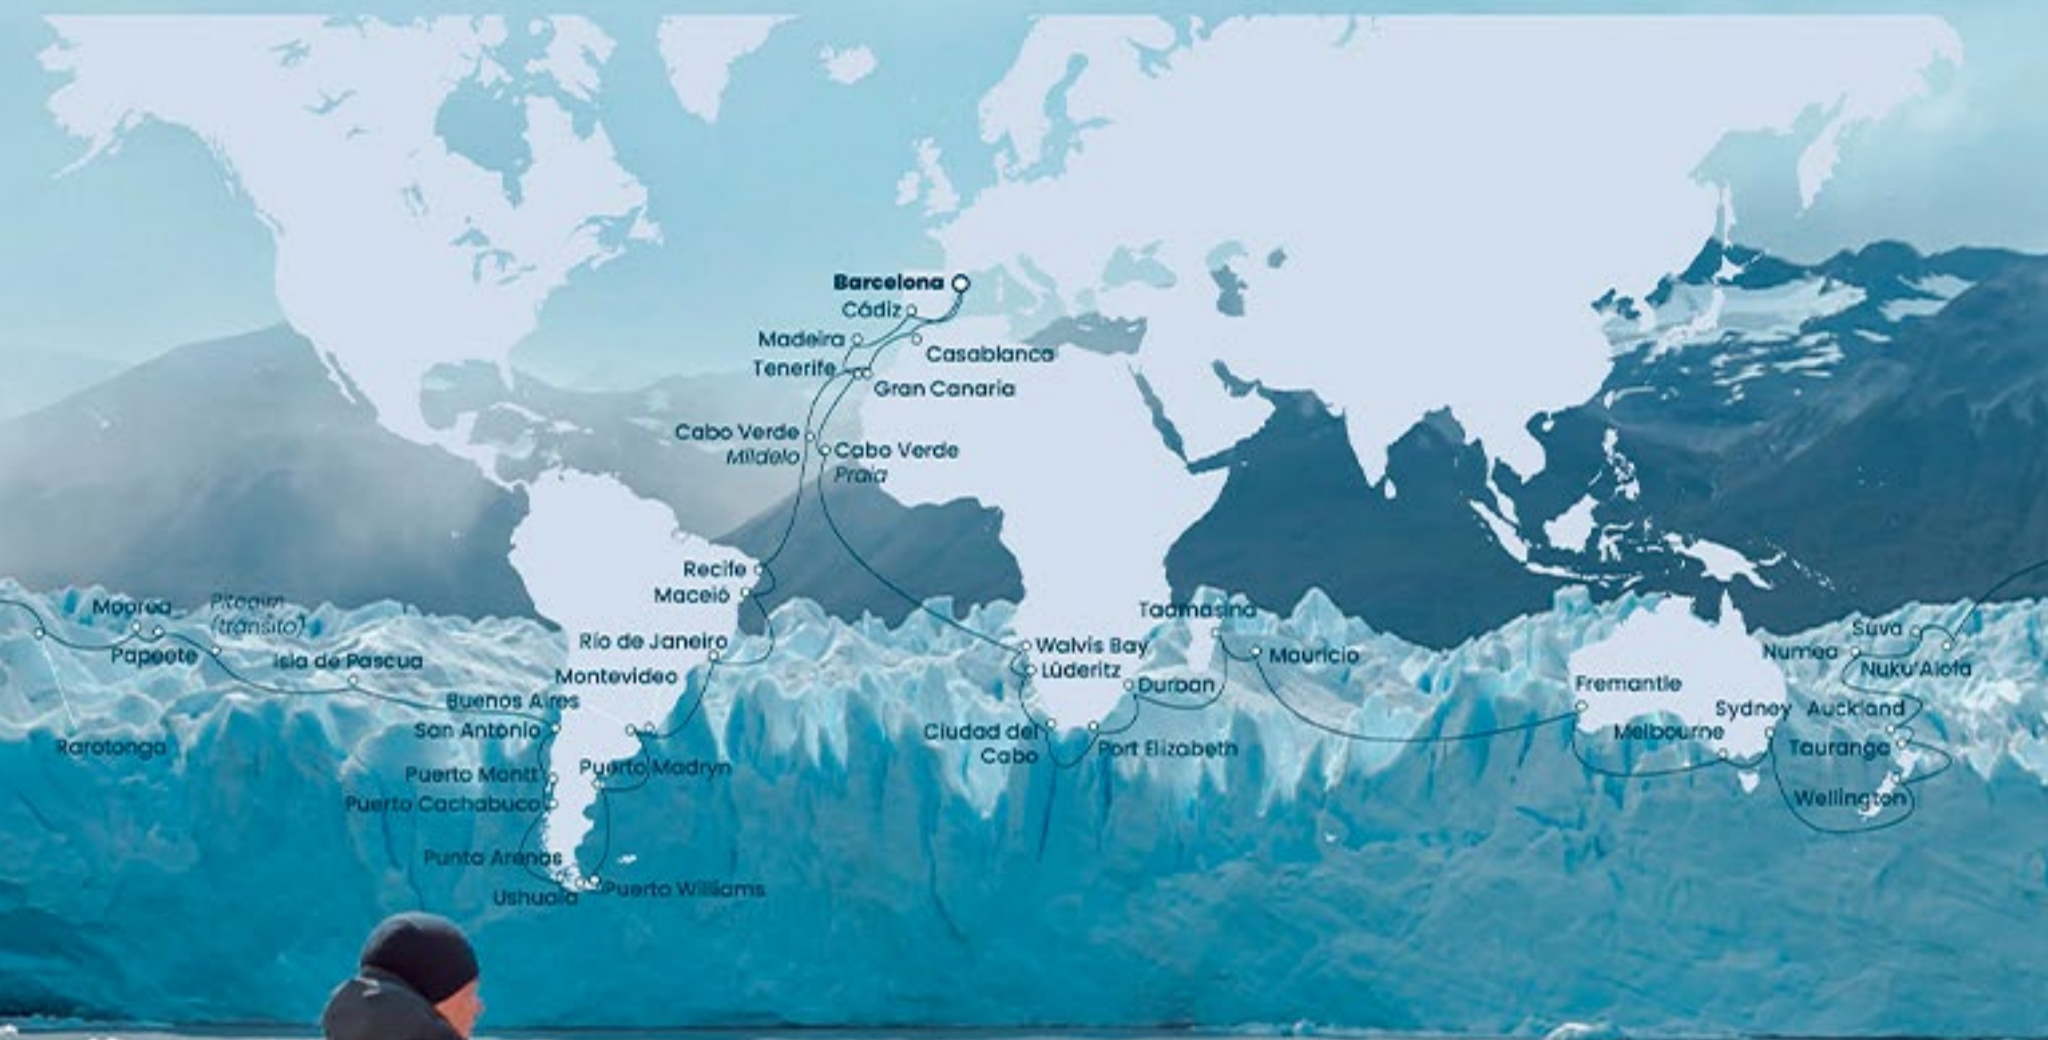 Barcelona
Cádiz
Madeira
Casablanca
Tenerife
Gran Canaria
Cabo Verde
Mildelo
Cabo Verde
Praia
Recife
Maceió
Río de Janeiro
Montevideo
Buenos Aires
San Antonio
Puerto Madryn
Puerto Montt
Puerto Cachabuco
Punta Arenas
Ushuaia
Puerto Williams
Isla de Pascua
Pitcairn
(tránsito)
Moorea
Papeete
Rarotonga
Walvis Bay
Lüderitz
Durban
Ciudad del
Cabo
Port Elizabeth
Taamasina
Mauricio
Fremantle
Melbourne
Sydney
Auckland
Tauranga
Wellington
Numea
Suva
Nuku'Alofa